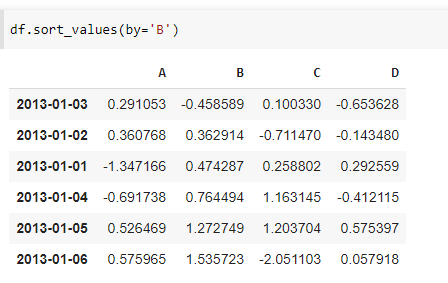 df.sort_values(by='B')
A B C D
2013-01-03 0.291053 -0.458589 0.100330 -0.653628
2013-01-02 0.360768 0.362914 -0.711470 -0.143480
2013-01-01 -1.347166 0.474287 0.258802 0.292559
2013-01-04 -0.691738 0.764494 1.163145 -0.412115
2013-01-05 0.526469 1.272749 1.203704 0.575397
2013-01-06 0.575965 1.535723 -2.051103 0.057918